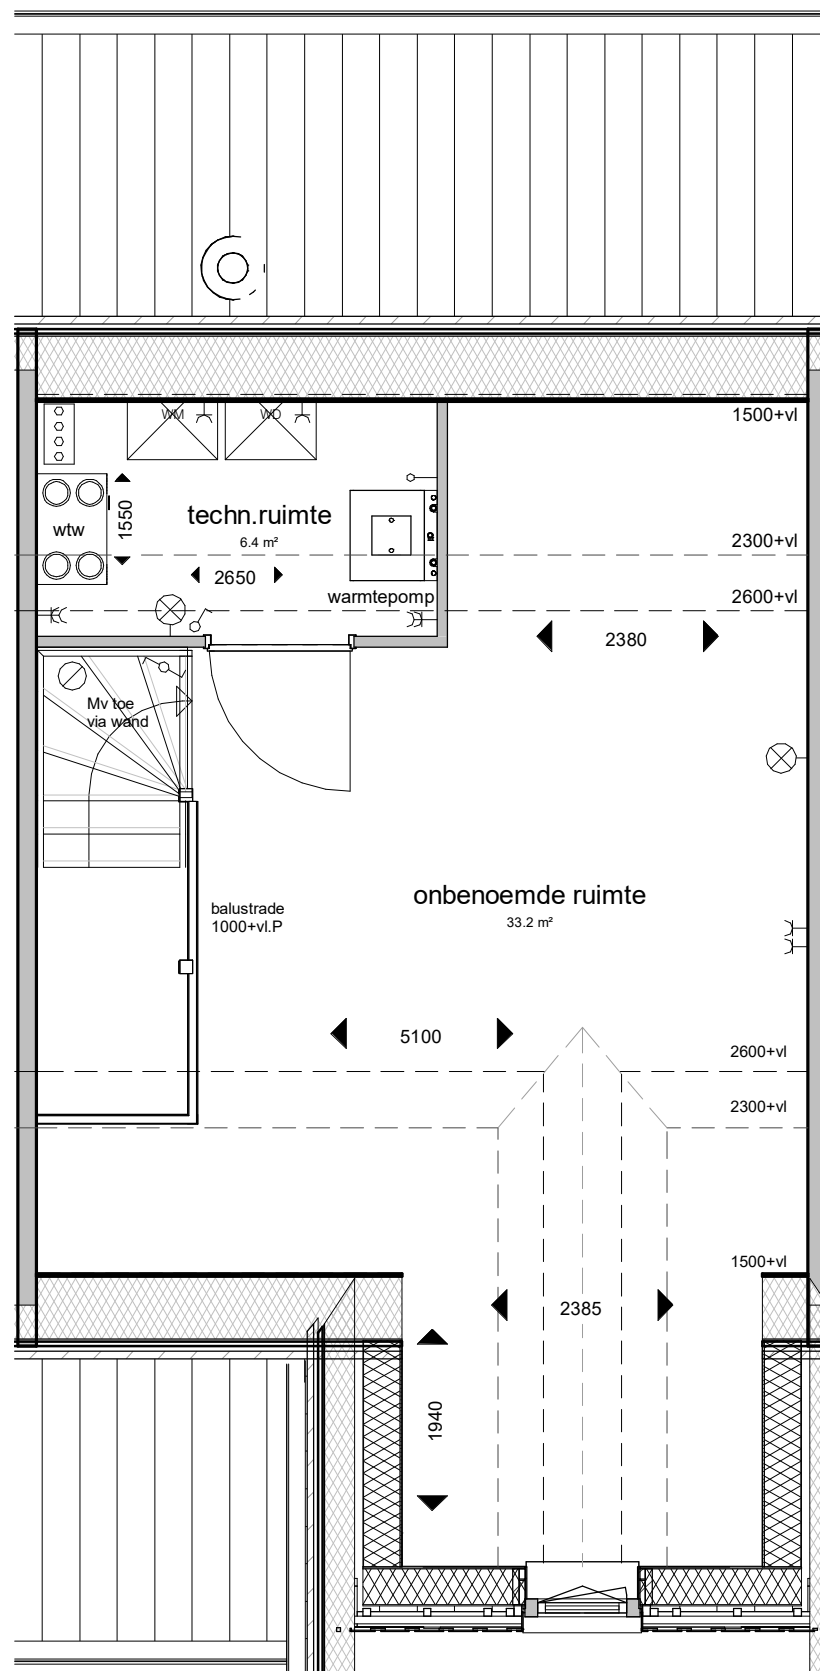 1500+vl
WM
WD
techn.ruimte
6.4 m²
1550
wtw
2300+vl
2650
warmtepomp
2600+vl
2380
Mv toe
via wand
onbenoemde ruimte
33.2 m²
balustrade
1000+vl.P
5100
2600+vl
2300+vl
1500+vl
2385
1940